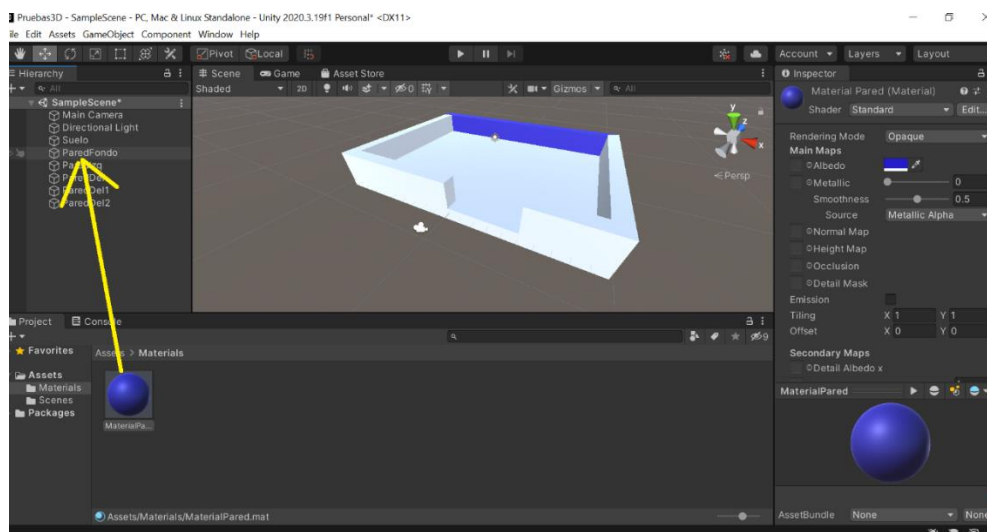 Pruebas3D - SampleScene - PC, Mac & Linux Standalone - Unity 2020.3.19f1 Personal* <DX11>
ile Edit Assets GameObject Component Window Help
Pivot Local
Account Layers Layout
Hierarchy
All
SampleScene*
Main Camera
Directional Light
Suelo
ParedFondo
ParedDel1
ParedDel2
Scene Game Asset Store
Shaded 2D 0 Gizmos All
y
z
x
Persp
Inspector
Material Pared (Material)
Shader Standard Edit...
Rendering Mode Opaque
Main Maps
Albedo
Metallic 0
Smoothness 0.5
Source Metallic Alpha
Normal Map
Height Map
Occlusion
Detail Mask
Emission
Tiling X 1 Y 1
Offset X 0 Y 0
Secondary Maps
Detail Albedo x
MaterialPared
AssetBundle None None
Project Console
9
Favorites
Assets
Materials
Scenes
Packages
Assets > Materials
MaterialPa...
Assets/Materials/MaterialPared.mat